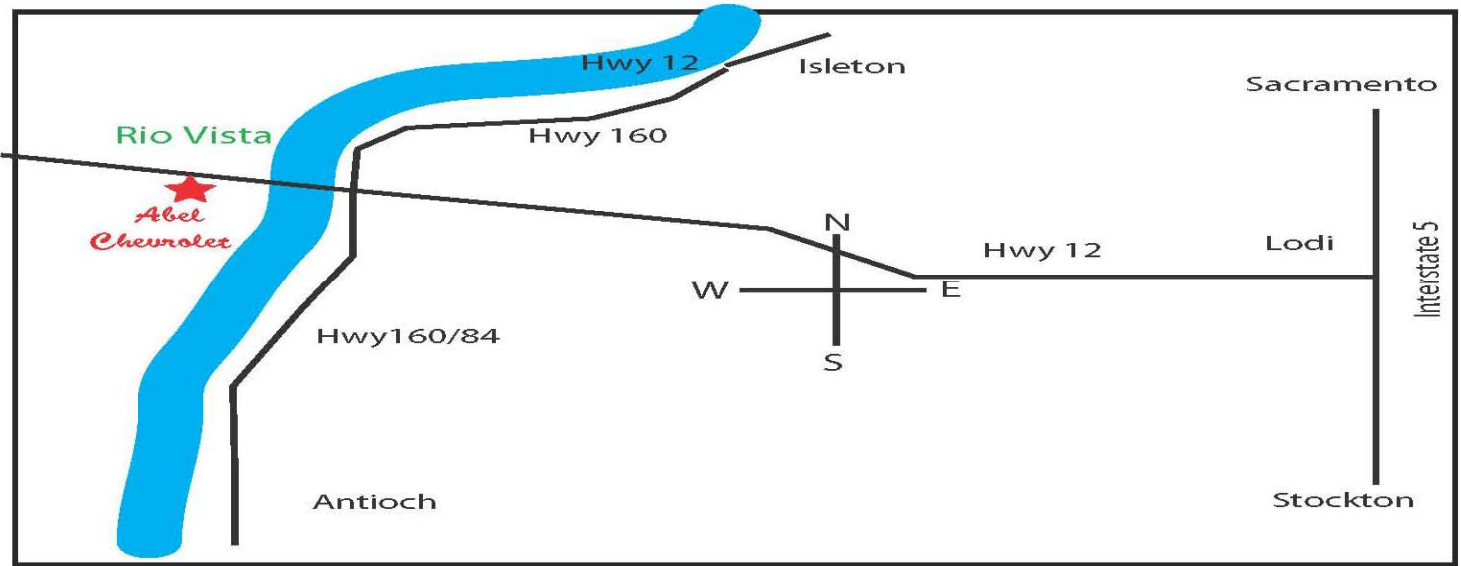 Hwy 12
Isleton
Sacramento
Rio Vista
Hwy 160
Abel
Chevrolet
N
Hwy 12
Lodi
Interstate 5
W
E
Hwy160/84
S
Antioch
Stockton